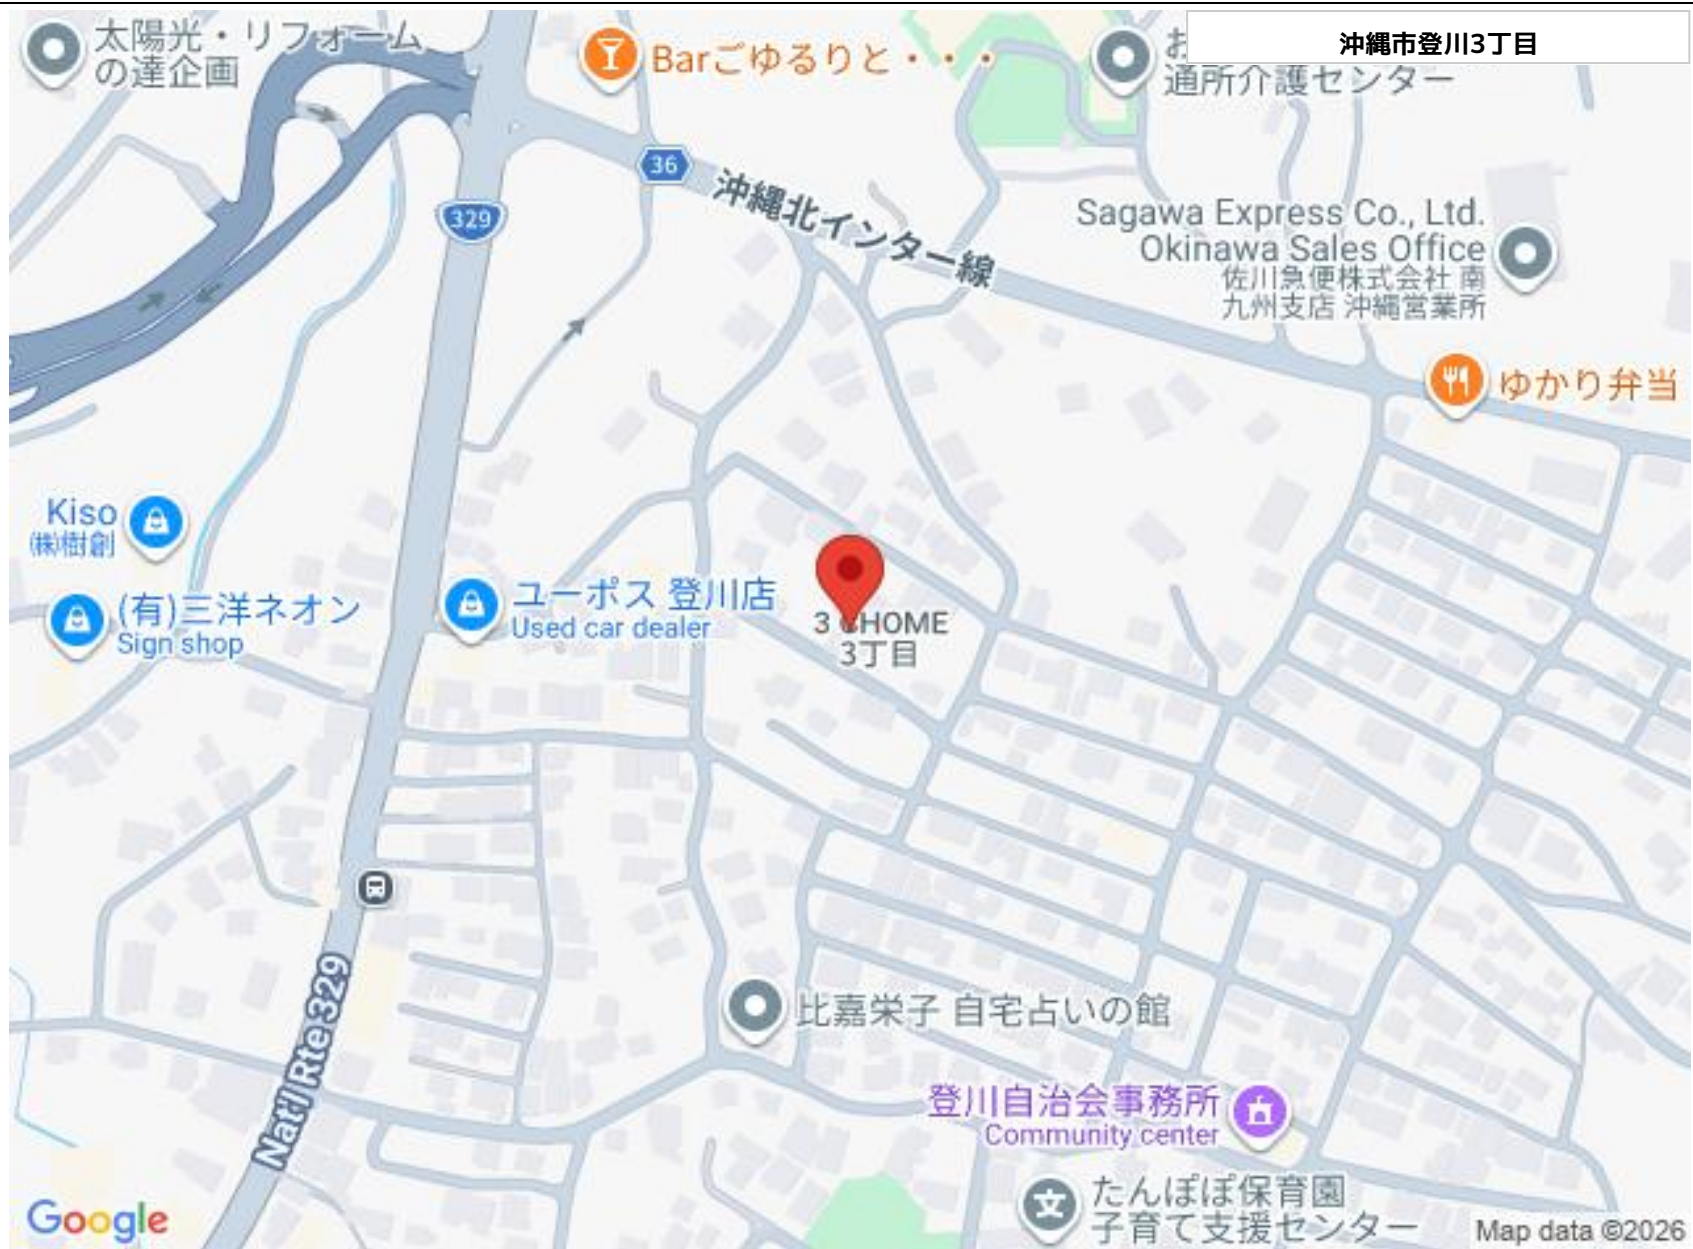 太陽光・リフォーム
の達企画
Barごゆるりと・・・
お
通所介護センター
沖縄市登川3丁目
36
沖縄北インター線
329
Sagawa Express Co., Ltd.
Okinawa Sales Office
佐川急便株式会社 南
九州支店 沖縄営業所
ゆかり弁当
Kiso
㈱樹創
(有)三洋ネオン
Sign shop
ユーポス 登川店
Used car dealer
3 CHOME
3丁目
Nat'l Rte 329
比嘉栄子 自宅占いの館
登川自治会事務所
Community center
たんぽぽ保育園
子育て支援センター
Google
Map data ©2026